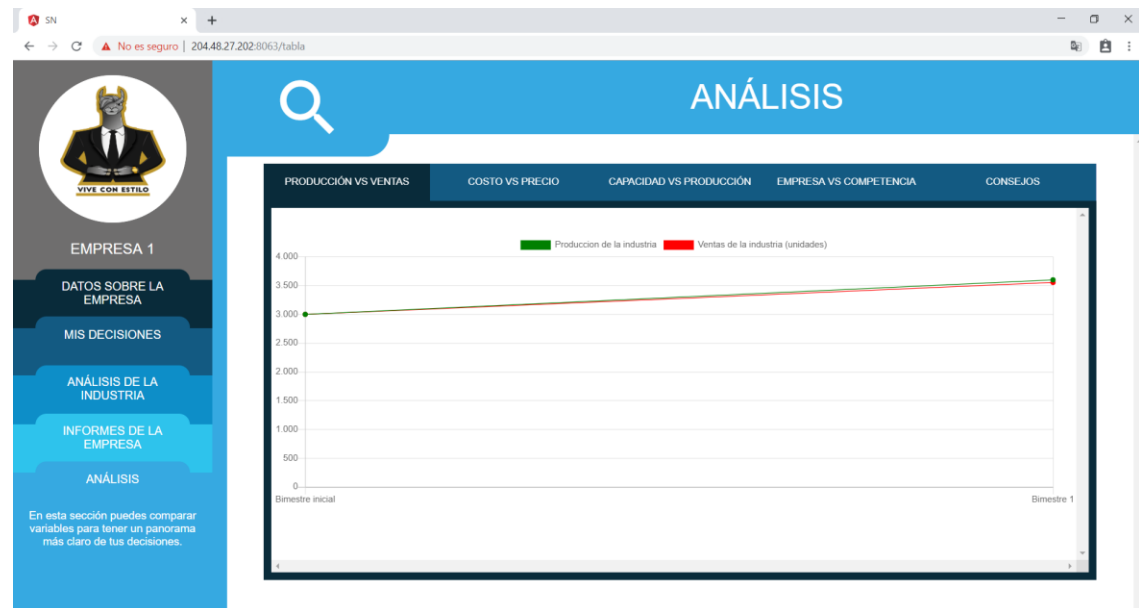 SN
No es seguro | 204.48.27.202:8063/tabla
VIVE CON ESTILO
EMPRESA 1
DATOS SOBRE LA
EMPRESA
MIS DECISIONES
ANÁLISIS DE LA
INDUSTRIA
INFORMES DE LA
EMPRESA
ANÁLISIS
En esta sección puedes comparar
variables para tener un panorama
más claro de tus decisiones.
ANÁLISIS
PRODUCCIÓN VS VENTAS COSTO VS PRECIO CAPACIDAD VS PRODUCCIÓN EMPRESA VS COMPETENCIA CONSEJOS
Produccion de la industria Ventas de la industria (unidades)
4.000
3.500
3.000
2.500
2.000
1.500
1.000
500
0
Bimestre inicial Bimestre 1